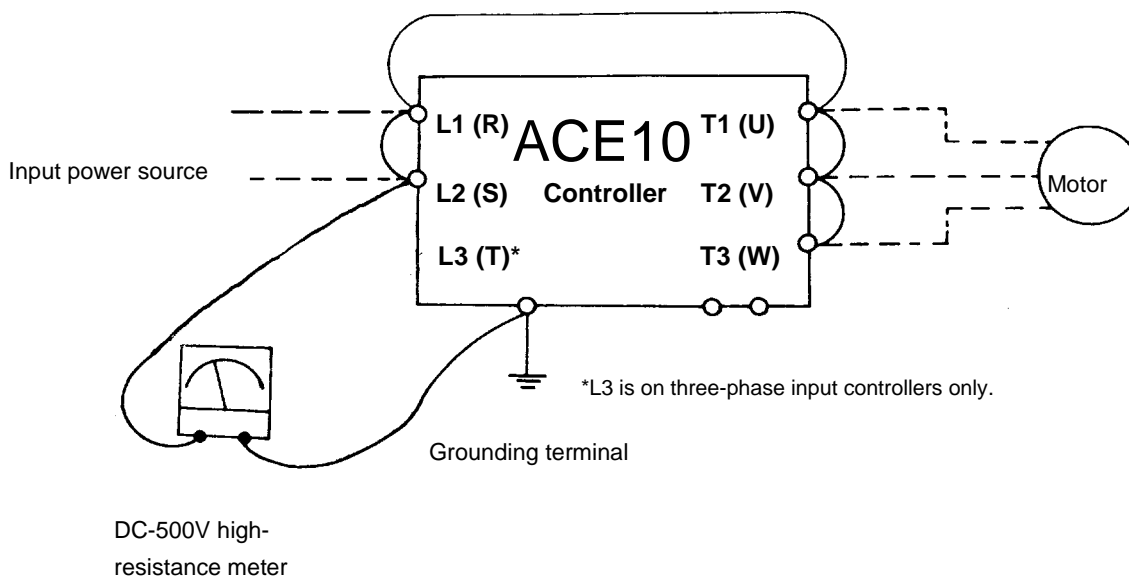 L1 (R)
ACE10
T1 (U)
Input power source
L2 (S)
Controller
T2 (V)
Motor
L3 (T)*
T3 (W)
*L3 is on three-phase input controllers only.
Grounding terminal
DC-500V high-
resistance meter